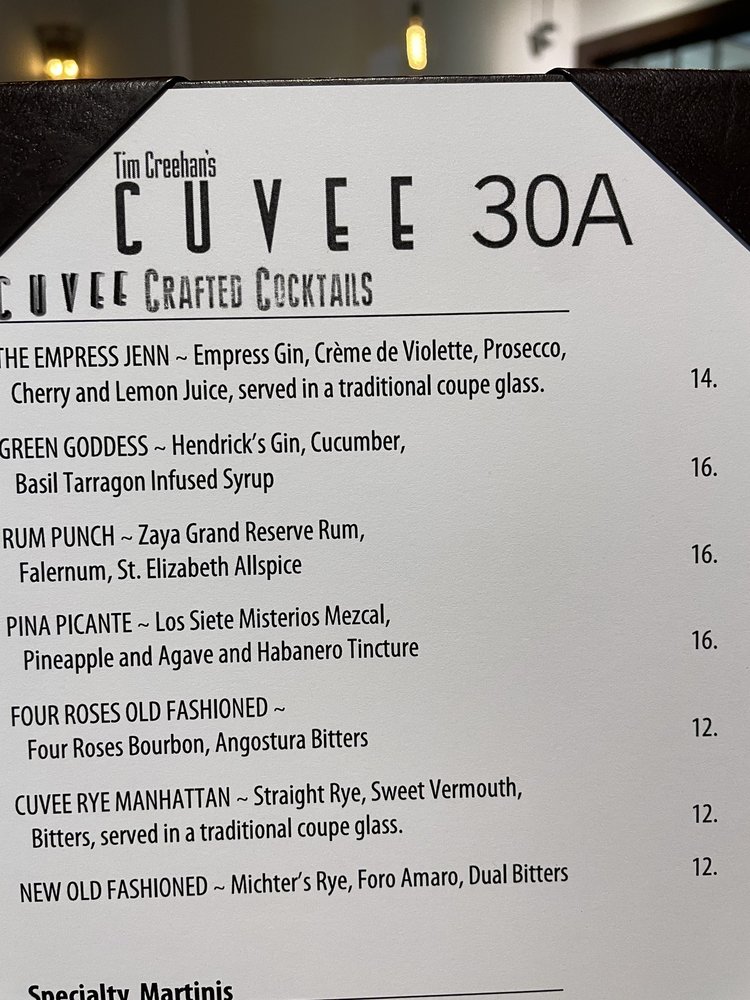 Tim Creehan's
CUVEE 30A
CUVEE CRAFTED COCKTAILS
THE EMPRESS JENN ~ Empress Gin, Crème de Violette, Prosecco,
Cherry and Lemon Juice, served in a traditional coupe glass. 14.
GREEN GODDESS ~ Hendrick's Gin, Cucumber,
Basil Tarragon Infused Syrup 16.
RUM PUNCH ~ Zaya Grand Reserve Rum,
Falernum, St. Elizabeth Allspice 16.
PINA PICANTE ~ Los Siete Misterios Mezcal,
Pineapple and Agave and Habanero Tincture 16.
FOUR ROSES OLD FASHIONED ~
Four Roses Bourbon, Angostura Bitters 12.
CUVEE RYE MANHATTAN ~ Straight Rye, Sweet Vermouth,
Bitters, served in a traditional coupe glass. 12.
NEW OLD FASHIONED ~ Michter's Rye, Foro Amaro, Dual Bitters 12.
Specialty Martinis